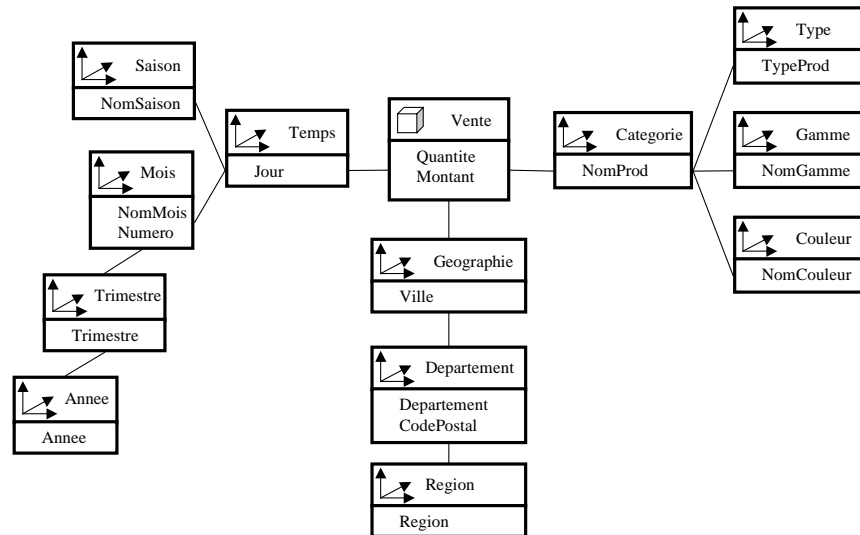 Saison
NomSaison
Mois
NomMois
Numero
Trimestre
Trimestre
Annee
Annee
Temps
Jour
Vente
Quantite
Montant
Geographie
Ville
Departement
Departement
CodePostal
Region
Region
Categorie
NomProd
Type
TypeProd
Gamme
NomGamme
Couleur
NomCouleur